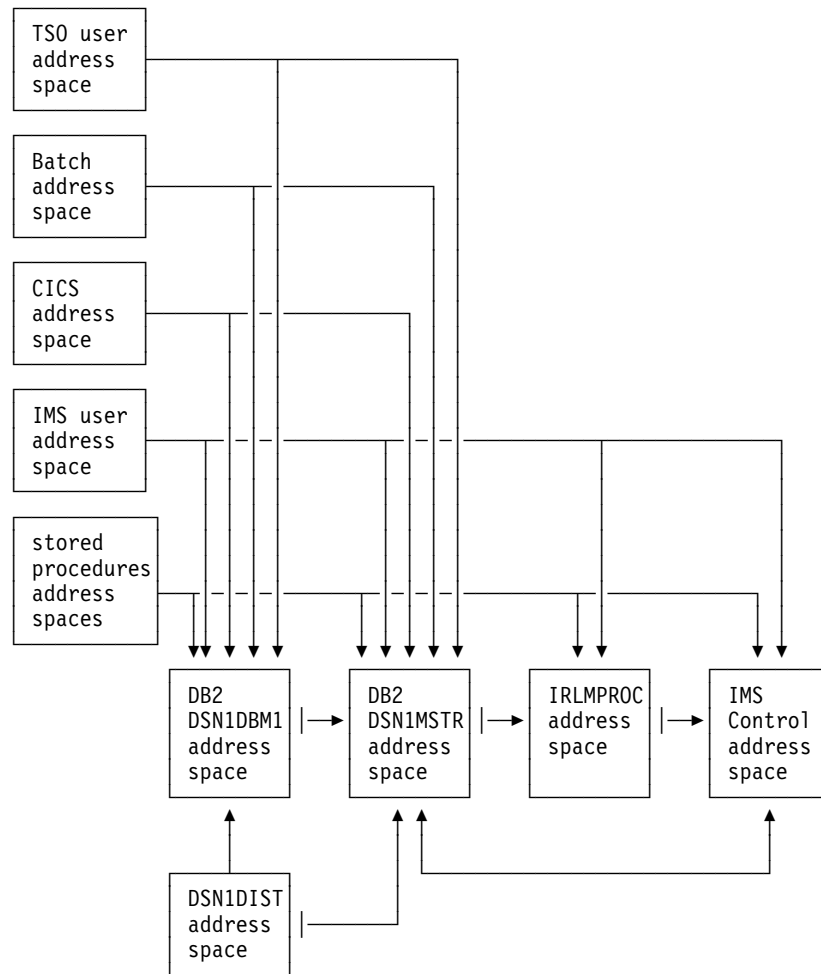 TSO user
address
space
Batch
address
space
CICS
address
space
IMS user
address
space
stored
procedures
address
spaces
DB2
DSN1DBM1
address
space
DB2
DSN1MSTR
address
space
IRLMPROC
address
space
IMS
Control
address
space
DSN1DIST
address
space